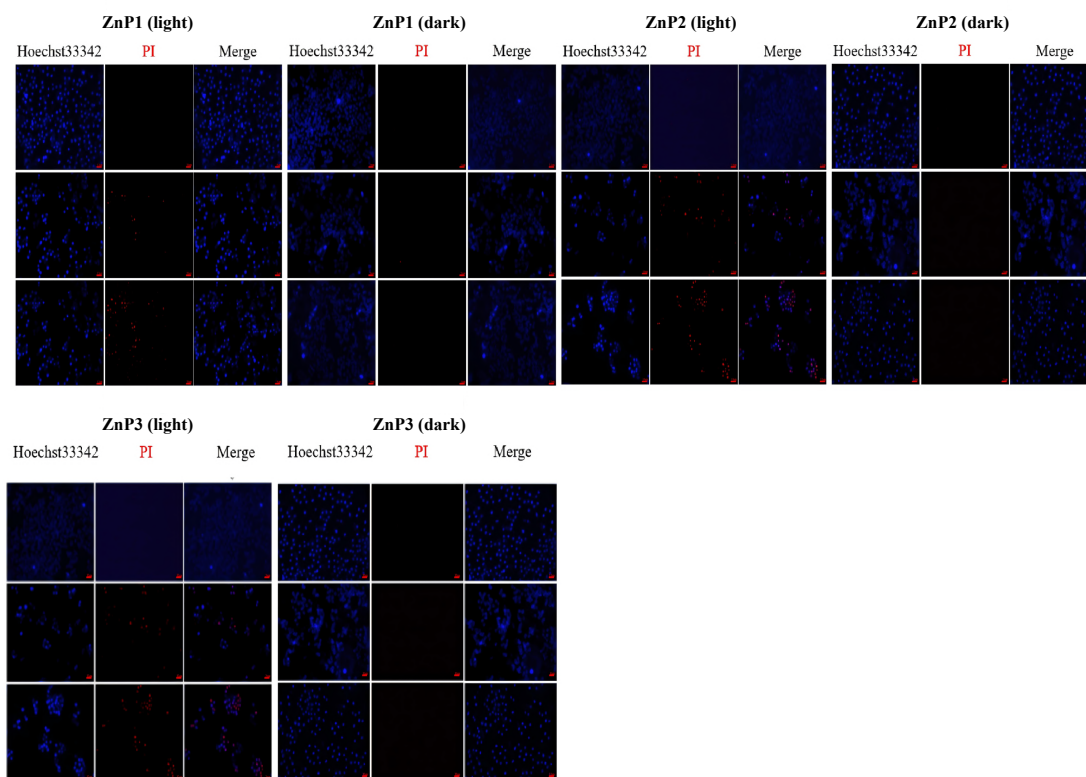 ZnP1 (light) ZnP1 (dark) ZnP2 (light) ZnP2 (dark)
Hoechst33342 PI Merge Hoechst33342 PI Merge Hoechst33342 PI Merge Hoechst33342 PI Merge
ZnP3 (light) ZnP3 (dark)
Hoechst33342 PI Merge Hoechst33342 PI Merge